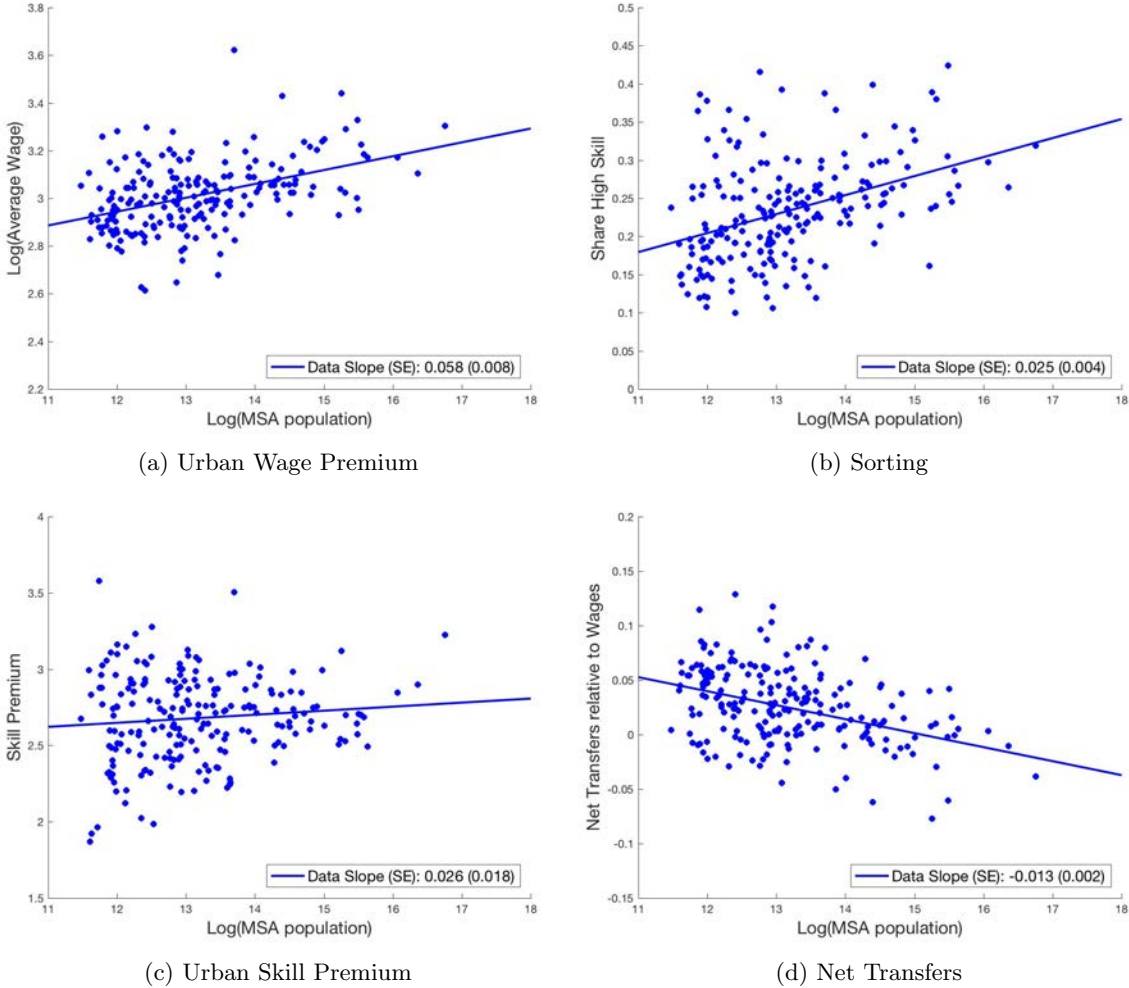 3.8
3.6
3.4
3.2
3
2.8
2.6
2.4
2.2
Log(Average Wage)
Data Slope (SE): 0.058 (0.008)
11 12 13 14 15 16 17 18
Log(MSA population)
(a) Urban Wage Premium
0.5
0.45
0.4
0.35
0.3
0.25
0.2
0.15
0.1
0.05
0
Share High Skill
Data Slope (SE): 0.025 (0.004)
11 12 13 14 15 16 17 18
Log(MSA population)
(b) Sorting
4
3.5
3
2.5
2
1.5
Skill Premium
Data Slope (SE): 0.026 (0.018)
11 12 13 14 15 16 17 18
Log(MSA population)
(c) Urban Skill Premium
0.2
0.15
0.1
0.05
0
-0.05
-0.1
-0.15
Net Transfers relative to Wages
Data Slope (SE): -0.013 (0.002)
11 12 13 14 15 16 17 18
Log(MSA population)
(d) Net Transfers